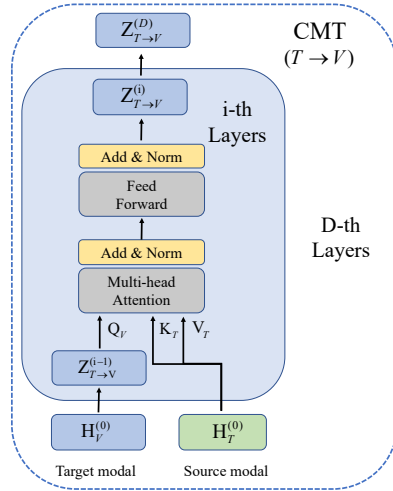 Z_{T→V}^{(D)}
CMT
(T → V)
Z_{T→V}^{(i)}
i-th
Layers
Add & Norm
Feed
Forward
D-th
Layers
Add & Norm
Multi-head
Attention
Q_V
K_T
V_T
Z_{T→V}^{(i-1)}
H_V^{(0)}
H_T^{(0)}
Target modal
Source modal